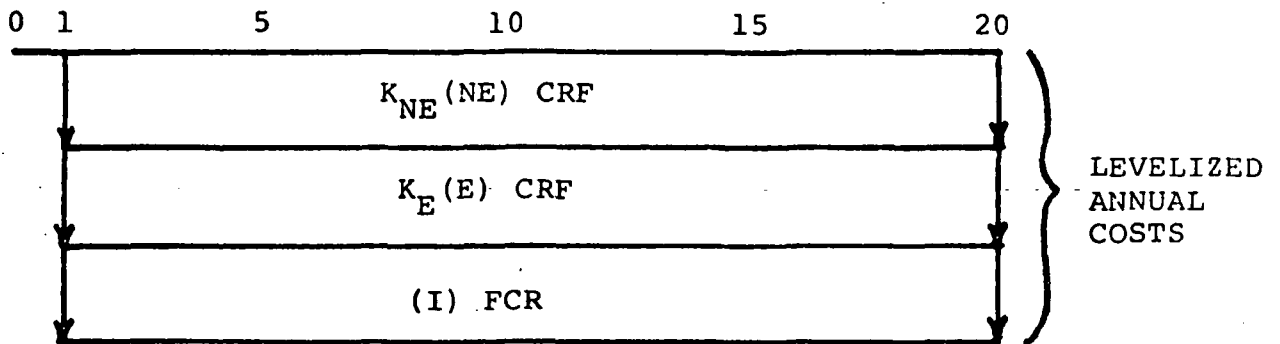 0 1 5 10 15 20
K_NE (NE) CRF
K_E (E) CRF
(I) FCR
LEVELIZED
ANNUAL
COSTS